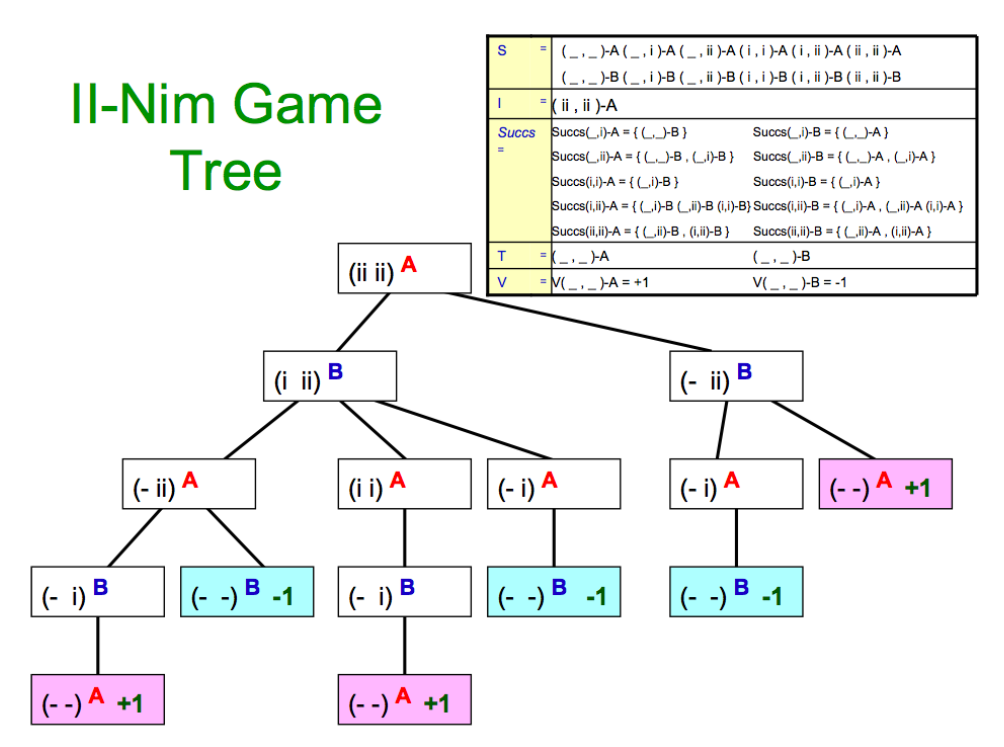 II-Nim Game
Tree
S = ( _ , _ )-A ( _ , i )-A ( _ , ii )-A ( i , i )-A ( i , ii )-A ( ii , ii )-A
( _ , _ )-B ( _ , i )-B ( _ , ii )-B ( i , i )-B ( i , ii )-B ( ii , ii )-B
I = ( ii , ii )-A
Succs = Succs(_,i)-A = { (_,_)-B } Succs(_,i)-B = { (_,_)-A }
Succs(_,ii)-A = { (_,_)-B , (_,i)-B } Succs(_,ii)-B = { (_,_)-A , (_,i)-A }
Succs(i,i)-A = { (_,i)-B } Succs(i,i)-B = { (_,i)-A }
Succs(i,ii)-A = { (_,i)-B (_,ii)-B (i,i)-B} Succs(i,ii)-B = { (_,i)-A , (_,ii)-A (i,i)-A }
Succs(ii,ii)-A = { (_,ii)-B , (i,ii)-B } Succs(ii,ii)-B = { (_,ii)-A , (i,ii)-A }
T = ( _ , _ )-A ( _ , _ )-B
V = V( _ , _ )-A = +1 V( _ , _ )-B = -1
(ii ii) A
(i ii) B (- ii) B
(- ii) A (i i) A (- i) A (- i) A (- -) A +1
(- i) B (- -) B -1 (- i) B (- -) B -1 (- -) B -1
(- -) A +1 (- -) A +1